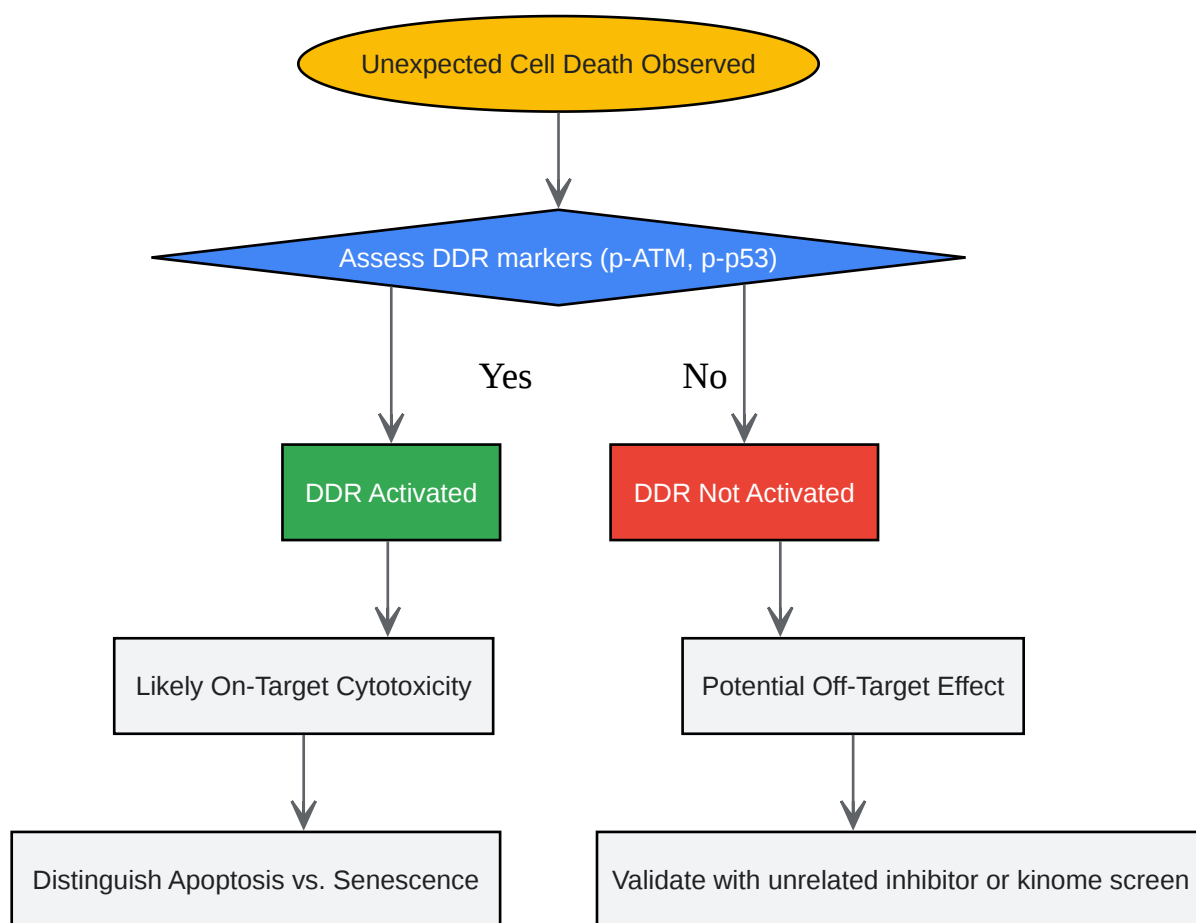 Unexpected Cell Death Observed
Assess DDR markers (p-ATM, p-p53)
Yes
No
DDR Activated
DDR Not Activated
Likely On-Target Cytotoxicity
Potential Off-Target Effect
Distinguish Apoptosis vs. Senescence
Validate with unrelated inhibitor or kinome screen